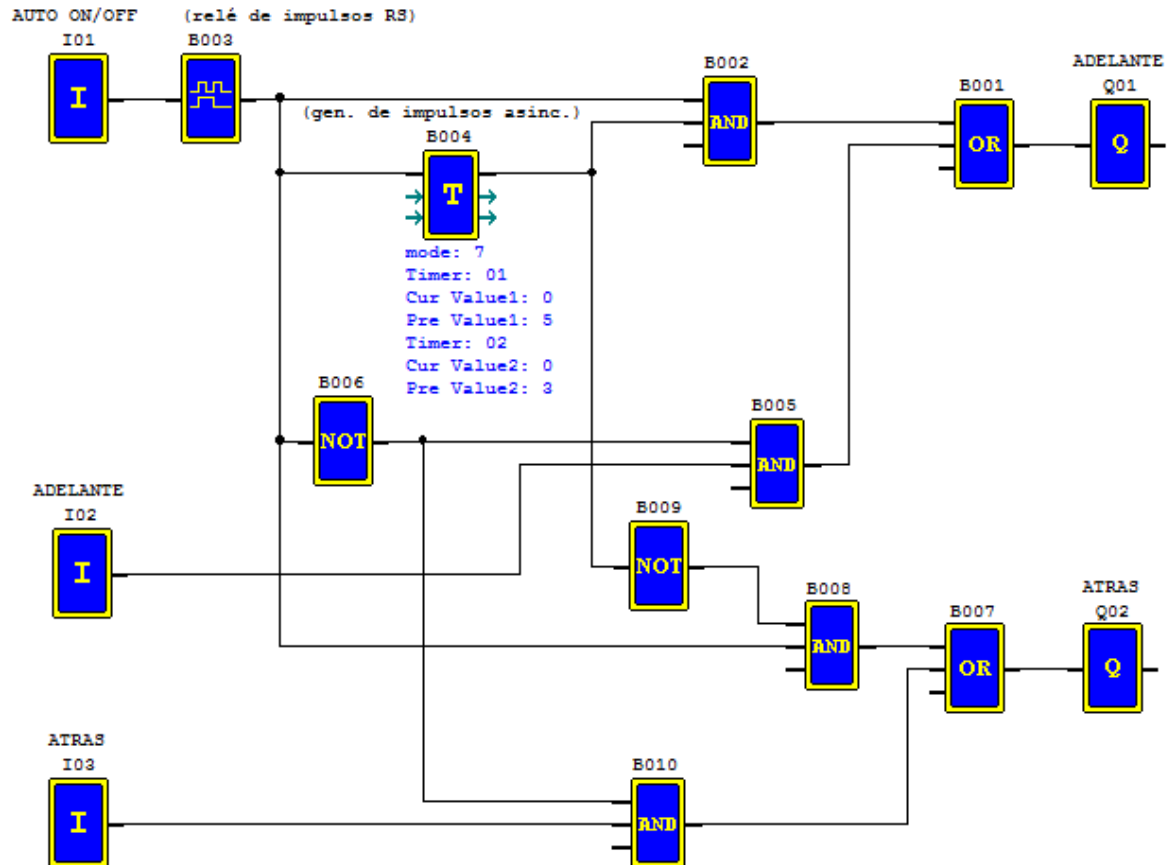 AUTO ON/OFF (relé de impulsos RS)
I01 B003
I
B002
AND
ADELANTE
B001 Q01
OR Q
(gen. de impulsos asinc.)
B004
T
mode: 7
Timer: 01
Cur Value1: 0
Pre Value1: 5
Timer: 02
Cur Value2: 0
Pre Value2: 3
B006
NOT
B005
AND
ADELANTE
I02
I
B009
NOT
B008
AND
ATRAS
B007 Q02
OR Q
ATRAS
I03
I
B010
AND